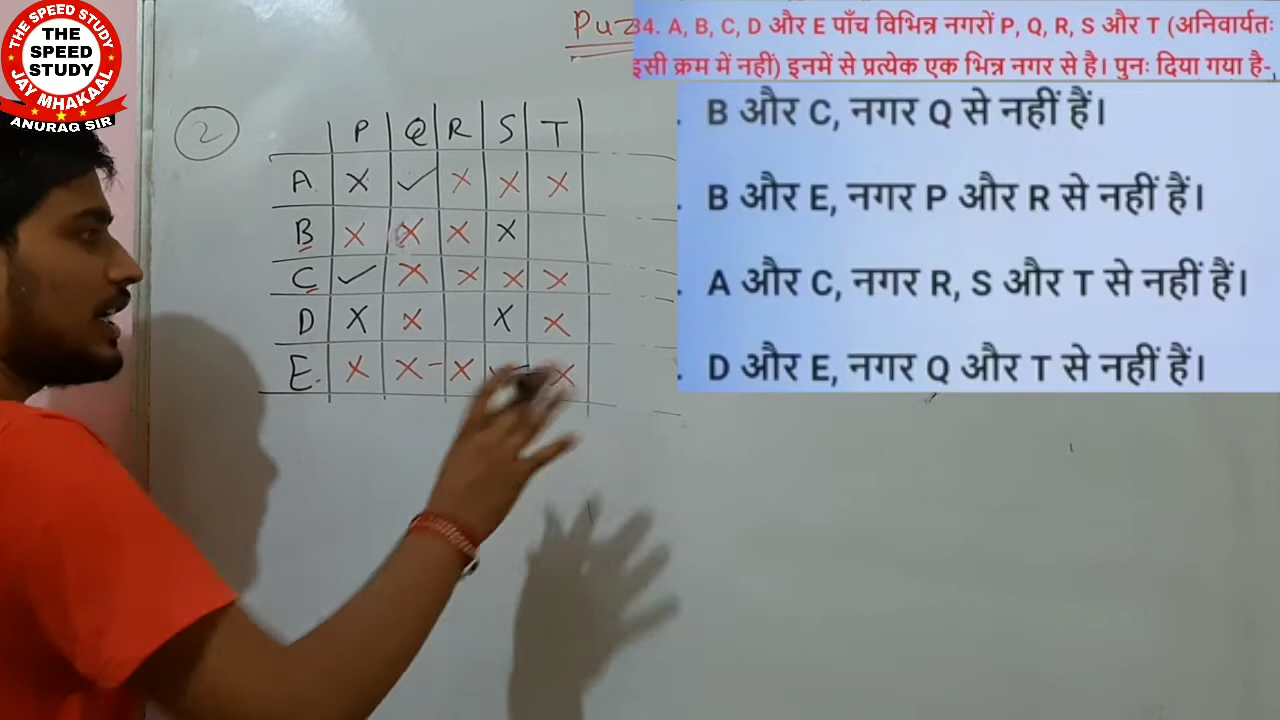 THE SPEED STUDY
THE
SPEED
STUDY
JAY MHAKAAL
ANURAG SIR
Puz
34. A, B, C, D और E पाँच विभिन्न नगरों P, Q, R, S और T (अनिवार्यतः
इसी क्रम में नहीं) इनमें से प्रत्येक एक भिन्न नगर से है। पुनः दिया गया है-
B और C, नगर Q से नहीं हैं।
B और E, नगर P और R से नहीं हैं।
A और C, नगर R, S और T से नहीं हैं।
D और E, नगर Q और T से नहीं हैं।
2
P Q R S T
A ✗ ✓ ✗ ✗ ✗
B ✗ ✗ ✗ ✗
C ✓ ✗ ✗ ✗ ✗
D ✗ ✗ ✗ ✗
E ✗ ✗ ✗ ✗